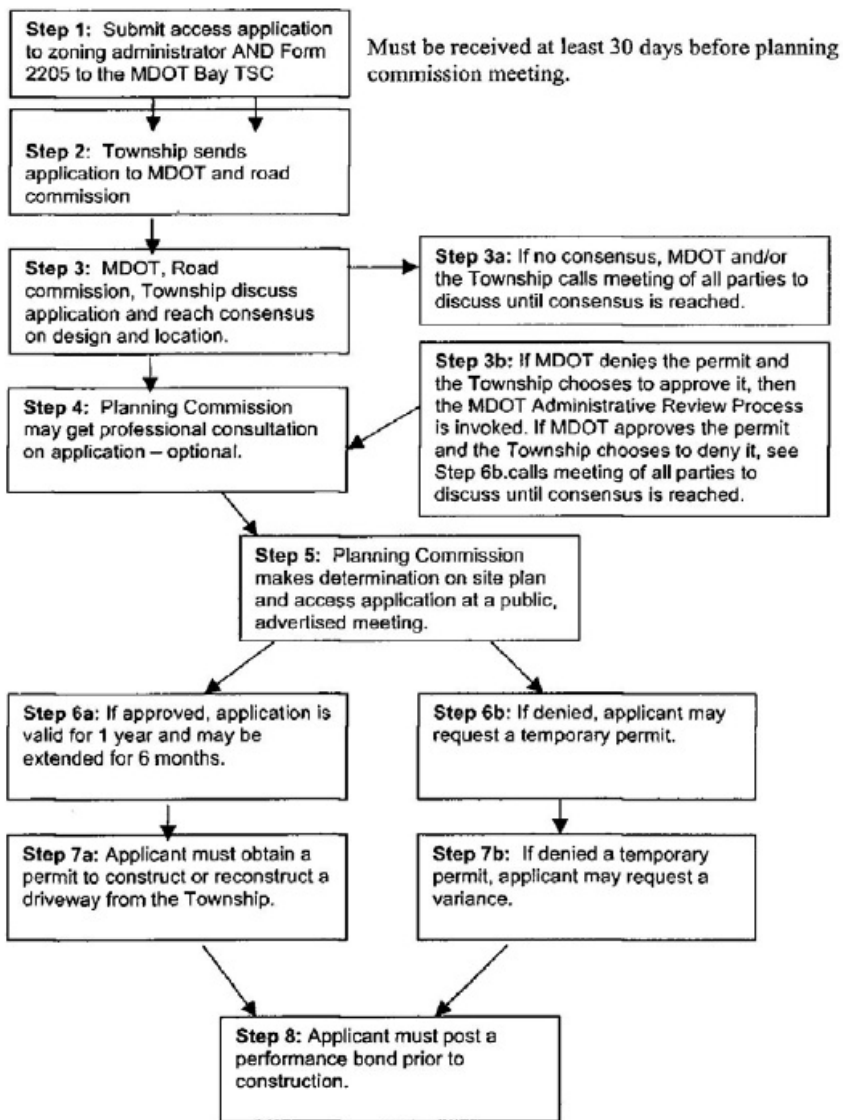 Step 1: Submit access application
to zoning administrator AND Form
2205 to the MDOT Bay TSC
Must be received at least 30 days before planning
commission meeting.
Step 2: Township sends
application to MDOT and road
commission
Step 3: MDOT, Road
commission, Township discuss
application and reach consensus
on design and location.
Step 3a: If no consensus, MDOT and/or
the Township calls meeting of all parties to
discuss until consensus is reached.
Step 3b: If MDOT denies the permit and
the Township chooses to approve it, then
the MDOT Administrative Review Process
is invoked. If MDOT approves the permit
and the Township chooses to deny it, see
Step 6b.calls meeting of all parties to
discuss until consensus is reached.
Step 4: Planning Commission
may get professional consultation
on application – optional.
Step 5: Planning Commission
makes determination on site plan
and access application at a public,
advertised meeting.
Step 6a: If approved, application is
valid for 1 year and may be
extended for 6 months.
Step 6b: If denied, applicant may
request a temporary permit.
Step 7a: Applicant must obtain a
permit to construct or reconstruct a
driveway from the Township.
Step 7b: If denied a temporary
permit, applicant may request a
variance.
Step 8: Applicant must post a
performance bond prior to
construction.